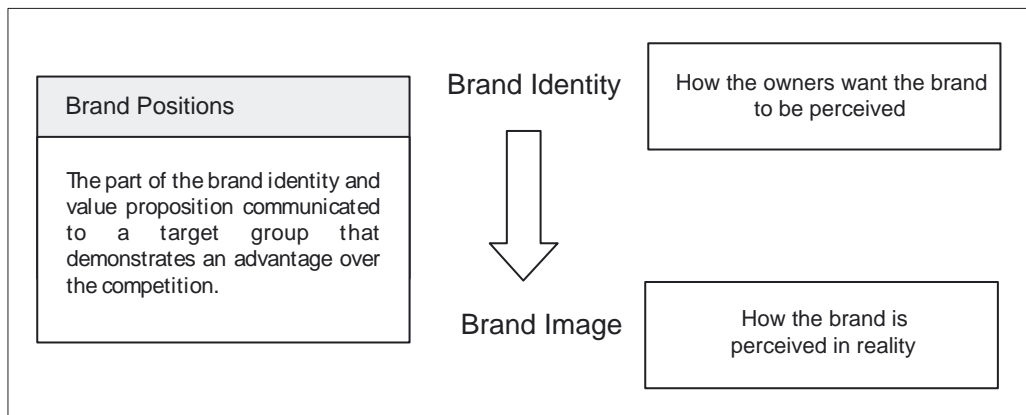 Brand Positions
The part of the brand identity and
value proposition communicated
to a target group that
demonstrates an advantage over
the competition.
Brand Identity
How the owners want the brand
to be perceived
Brand Image
How the brand is
perceived in reality